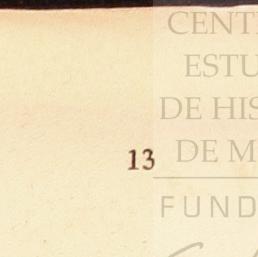 CENT
ESTU
DE HIS
DE M
13
FUND